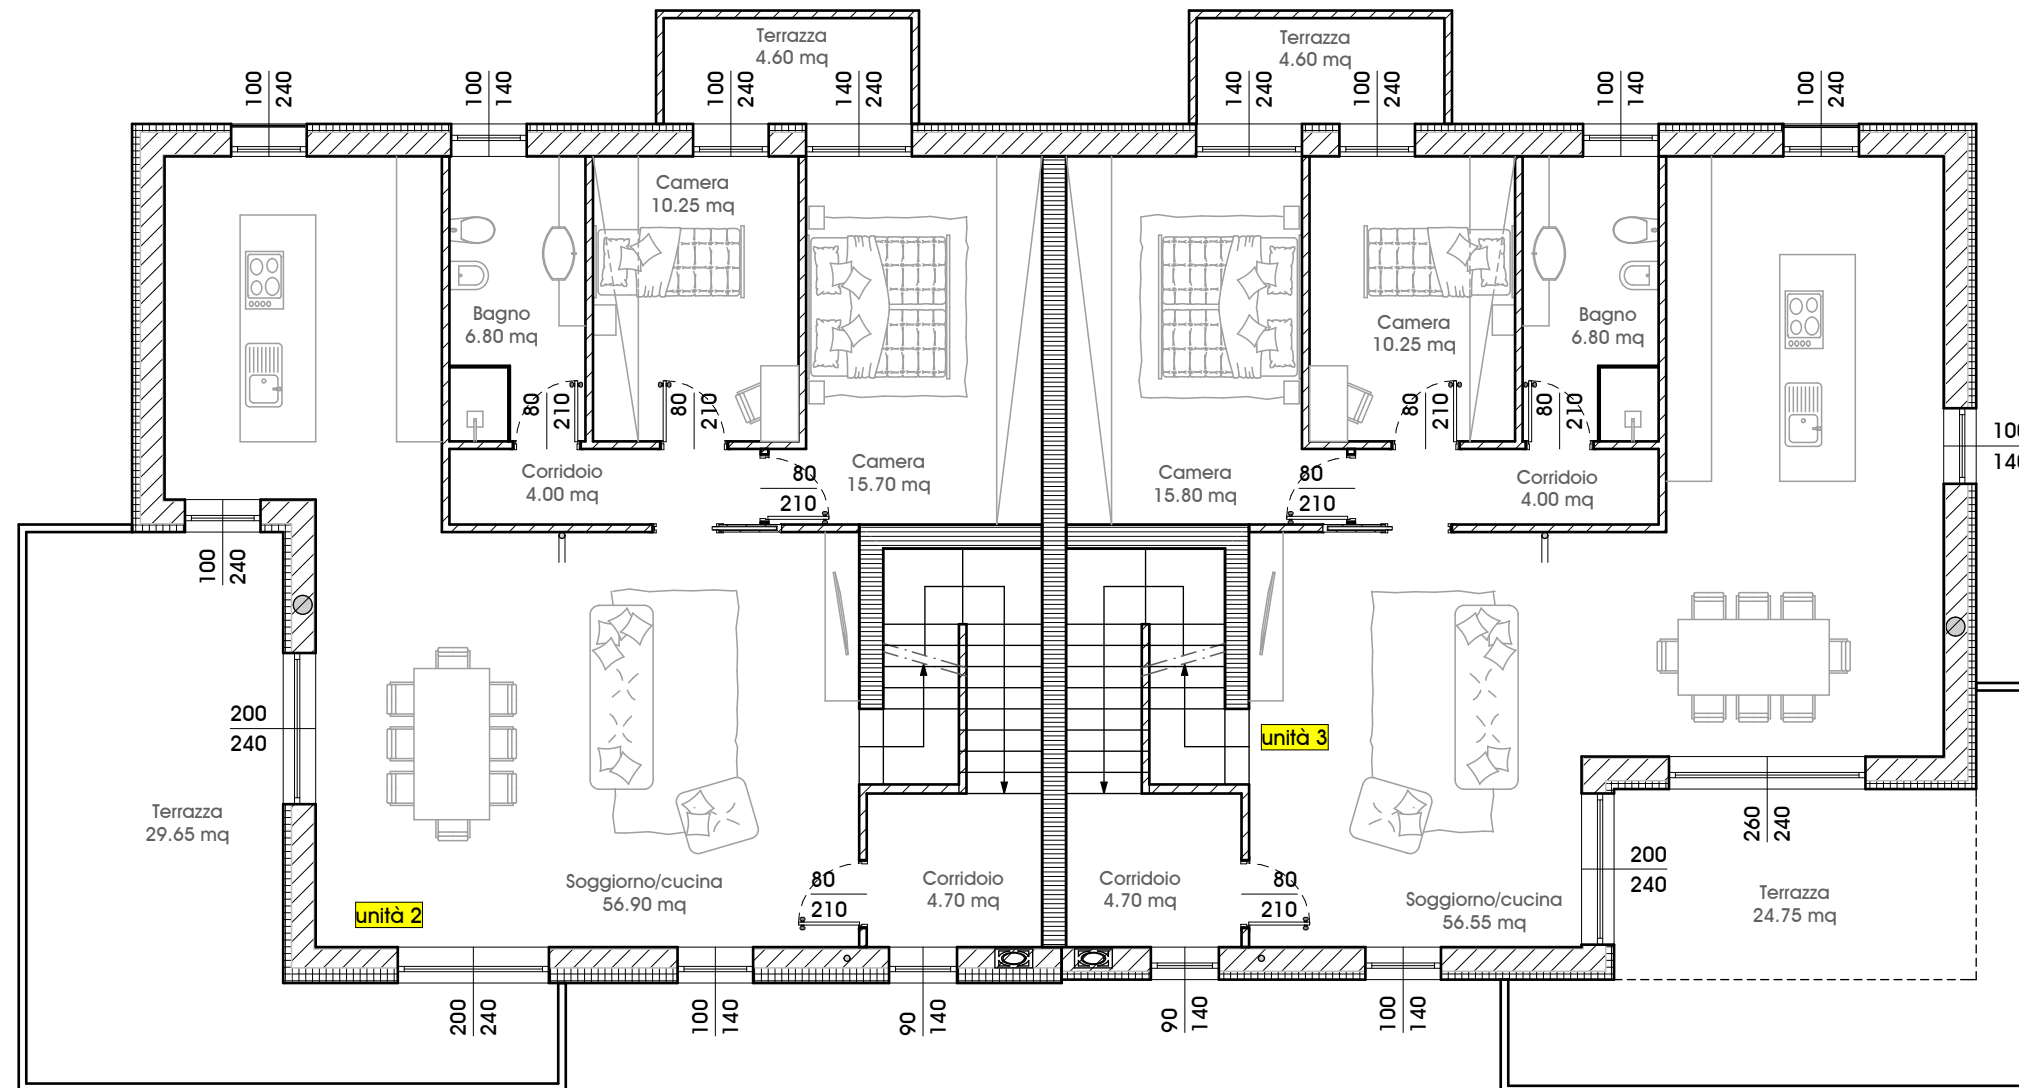 Terrazza
4.60 mq
Terrazza
4.60 mq
100
240
100
140
100
240
140
240
140
240
100
240
100
140
100
240
Camera
10.25 mq
Bagno
6.80 mq
Camera
10.25 mq
Bagno
6.80 mq
80
210
80
210
80
210
80
210
Corridoio
4.00 mq
Camera
15.70 mq
80
210
Camera
15.80 mq
80
210
Corridoio
4.00 mq
100
140
100
240
200
240
unità 3
Terrazza
29.65 mq
260
240
200
240
Soggiorno/cucina
56.90 mq
80
210
Corridoio
4.70 mq
Corridoio
4.70 mq
80
210
Soggiorno/cucina
56.55 mq
Terrazza
24.75 mq
unità 2
200
240
100
140
90
140
90
140
100
140